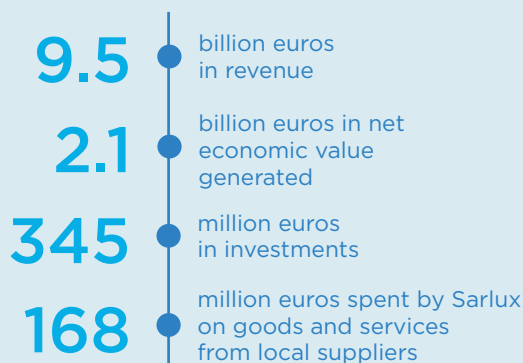 9.5
billion euros
in revenue
2.1
billion euros in net
economic value
generated
345
million euros
in investments
168
million euros spent by Sarlux
on goods and services
from local suppliers